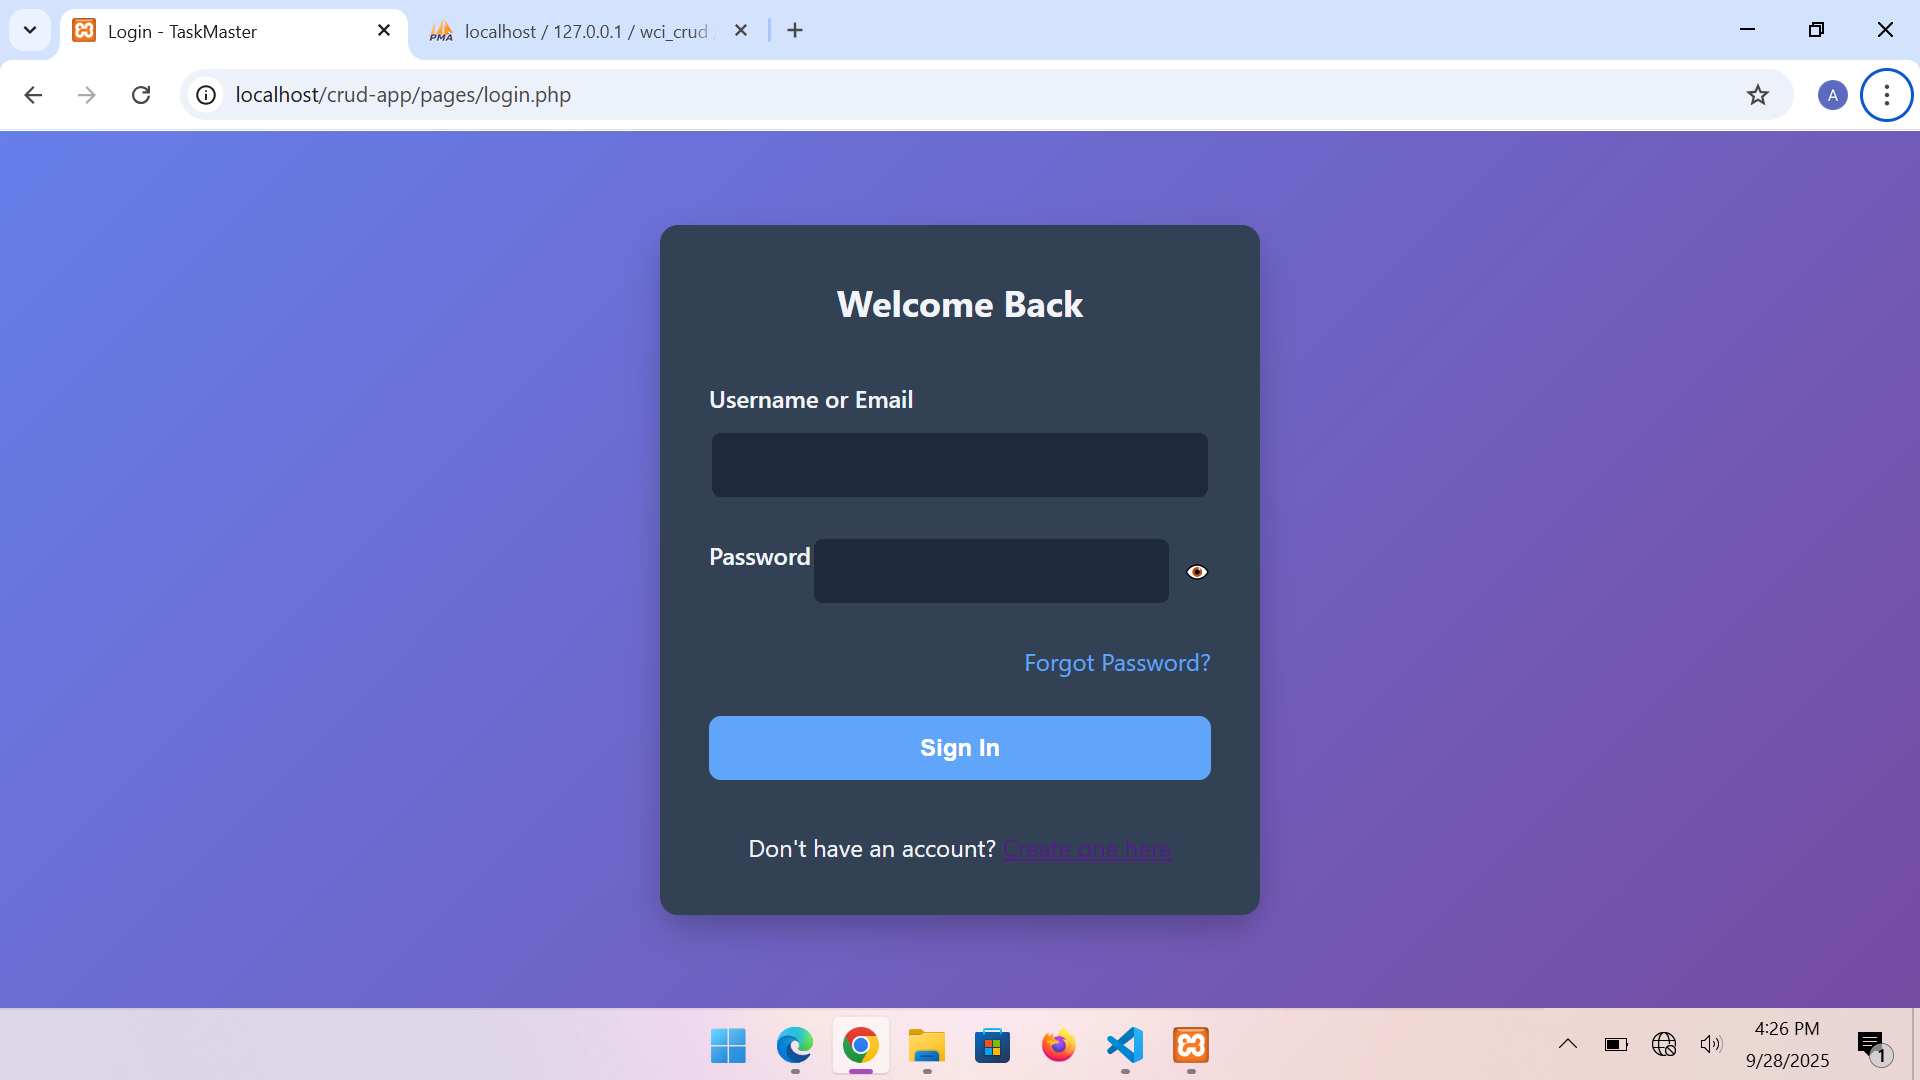 Login - TaskMaster
localhost / 127.0.0.1 / wci_crud
localhost/crud-app/pages/login.php
A
Welcome Back
Username or Email
Password
Forgot Password?
Sign In
Don't have an account? Create one here
4:26 PM
9/28/2025
1
PMA